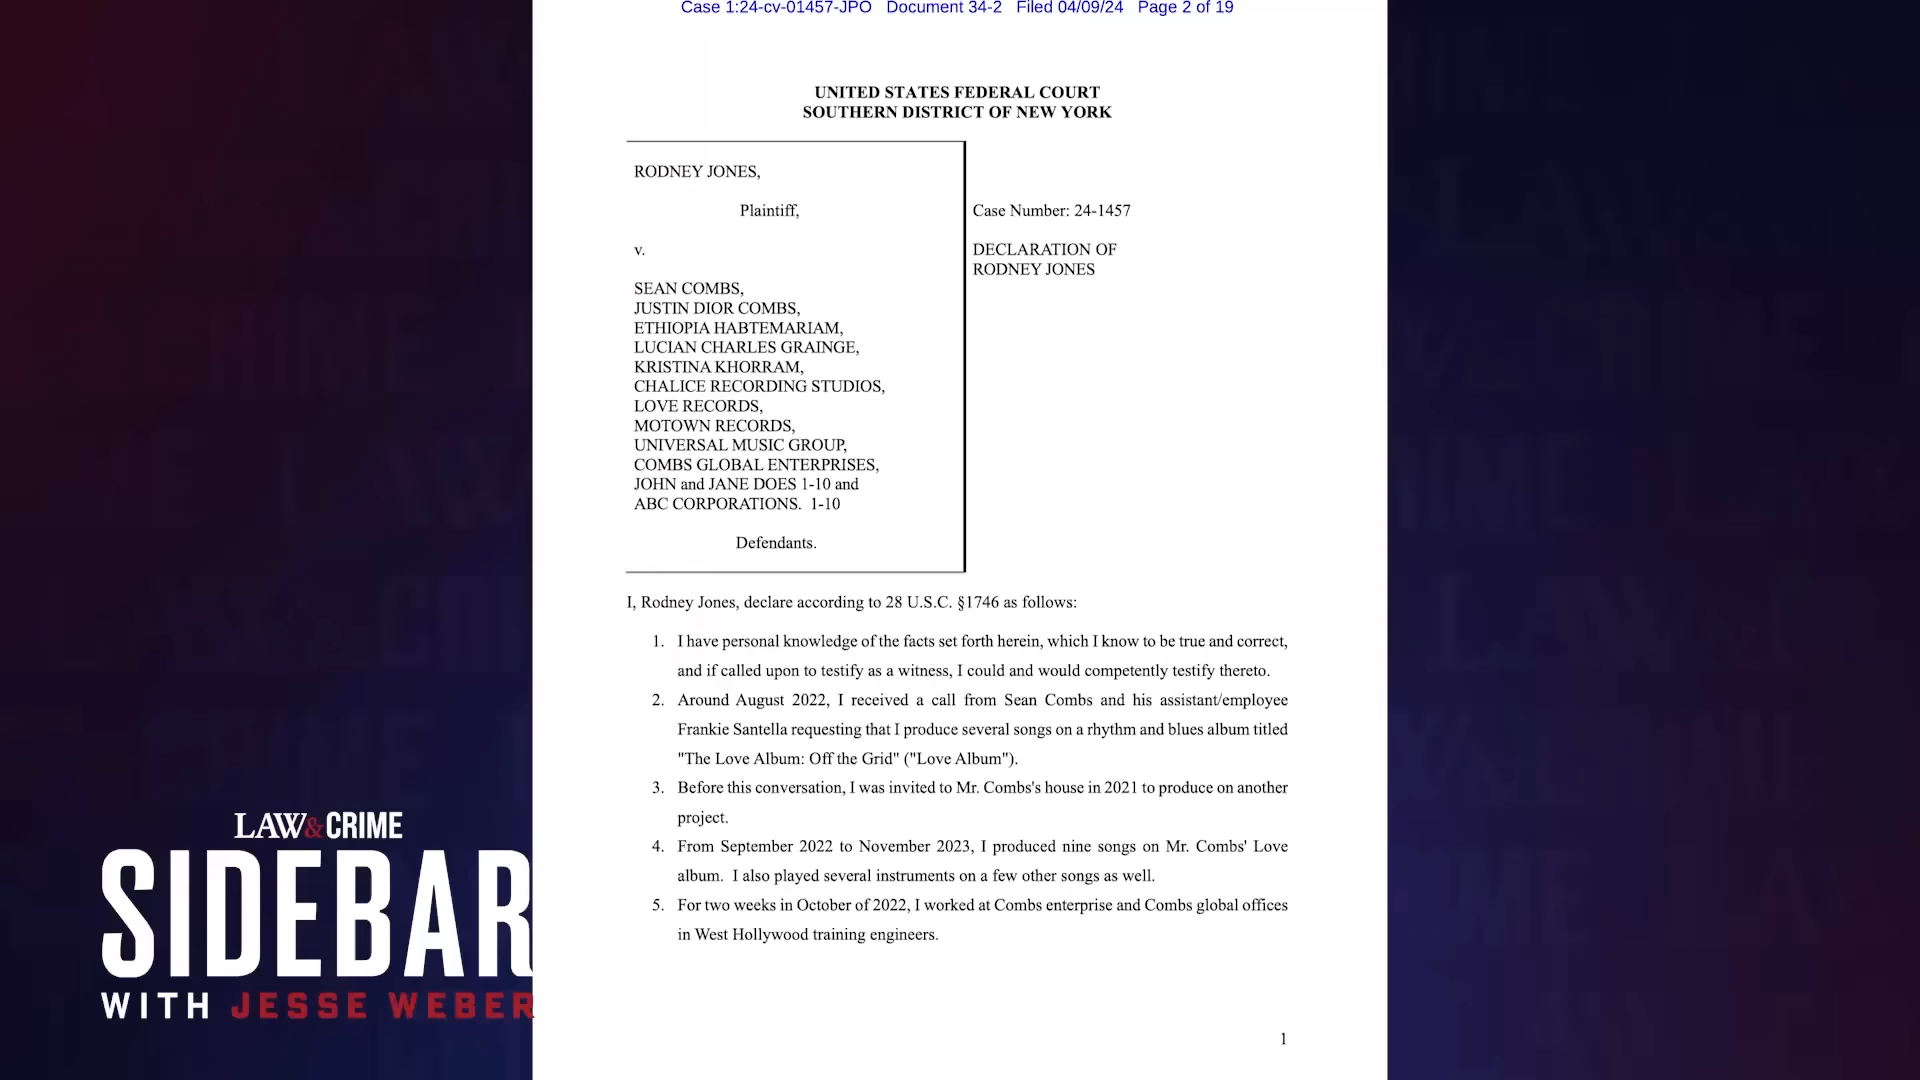 Case 1:24-cv-01457-JPO Document 34-2 Filed 04/09/24 Page 2 of 19
UNITED STATES FEDERAL COURT
SOUTHERN DISTRICT OF NEW YORK
RODNEY JONES,
Plaintiff,
v.
SEAN COMBS,
JUSTIN DIOR COMBS,
ETHIOPIA HABTEMARIAM,
LUCIAN CHARLES GRAINGE,
KRISTINA KHORRAM,
CHALICE RECORDING STUDIOS,
LOVE RECORDS,
MOTOWN RECORDS,
UNIVERSAL MUSIC GROUP,
COMBS GLOBAL ENTERPRISES,
JOHN and JANE DOES 1-10 and
ABC CORPORATIONS. 1-10
Defendants.
Case Number: 24-1457
DECLARATION OF
RODNEY JONES
I, Rodney Jones, declare according to 28 U.S.C. §1746 as follows:
1. I have personal knowledge of the facts set forth herein, which I know to be true and correct,
and if called upon to testify as a witness, I could and would competently testify thereto.
2. Around August 2022, I received a call from Sean Combs and his assistant/employee
Frankie Santella requesting that I produce several songs on a rhythm and blues album titled
"The Love Album: Off the Grid" ("Love Album").
3. Before this conversation, I was invited to Mr. Combs's house in 2021 to produce on another
project.
4. From September 2022 to November 2023, I produced nine songs on Mr. Combs' Love
album. I also played several instruments on a few other songs as well.
5. For two weeks in October of 2022, I worked at Combs enterprise and Combs global offices
in West Hollywood training engineers.
1
LAW&CRIME
SIDEBAR
WITH JESSE WEBER